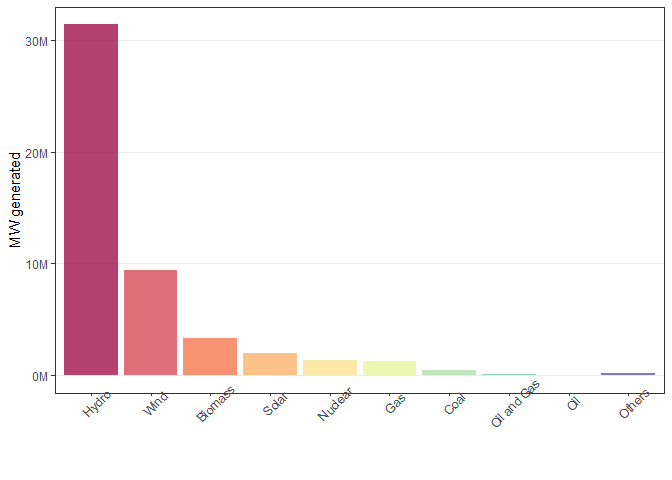 MW generated
30M
20M
10M
0M
Hydro
Wind
Biomass
Solar
Nuclear
Gas
Coal
Oil and Gas
Oil
Others